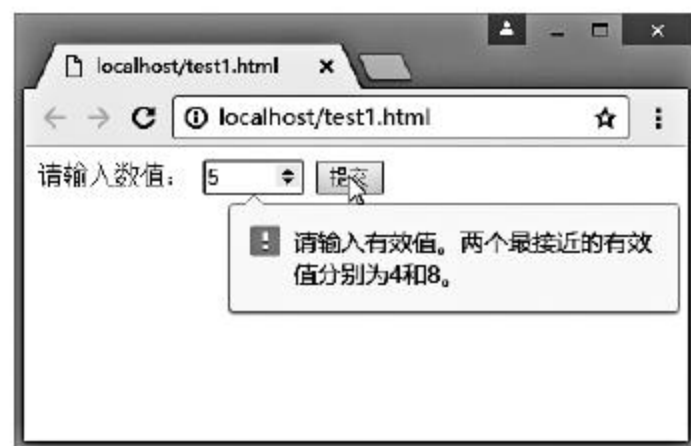 localhost/test1.html
localhost/test1.html
请输入数值： 5 提交
请输入有效值。两个最接近的有效
值分别为4和8。